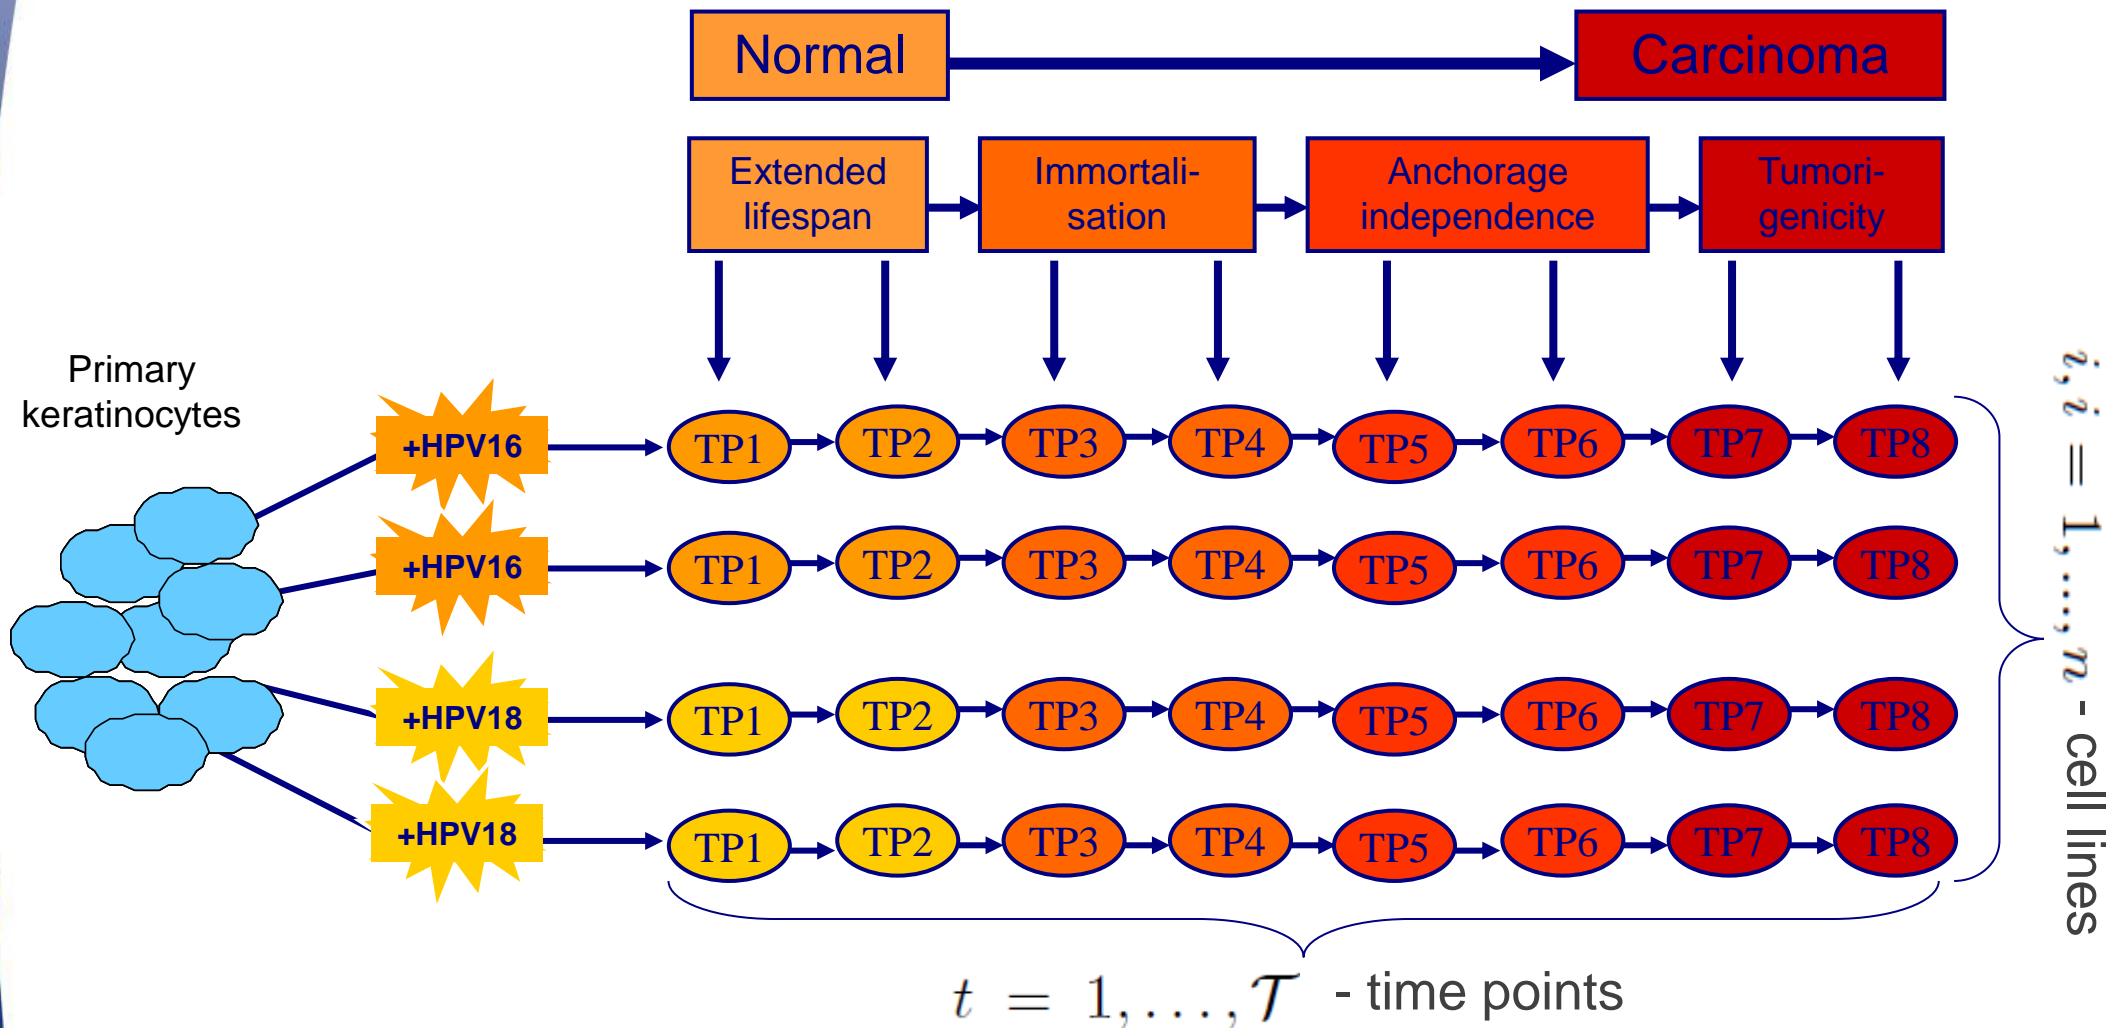 Normal
Carcinoma
Extended
lifespan
Immortali-
sation
Anchorage
independence
Tumori-
genicity
Primary
keratinocytes
+HPV16
TP1 TP2 TP3 TP4 TP5 TP6 TP7 TP8
+HPV16
TP1 TP2 TP3 TP4 TP5 TP6 TP7 TP8
+HPV18
TP1 TP2 TP3 TP4 TP5 TP6 TP7 TP8
+HPV18
TP1 TP2 TP3 TP4 TP5 TP6 TP7 TP8
i, i = 1, ...., n - cell lines
t = 1, . . . , 𝒯 - time points